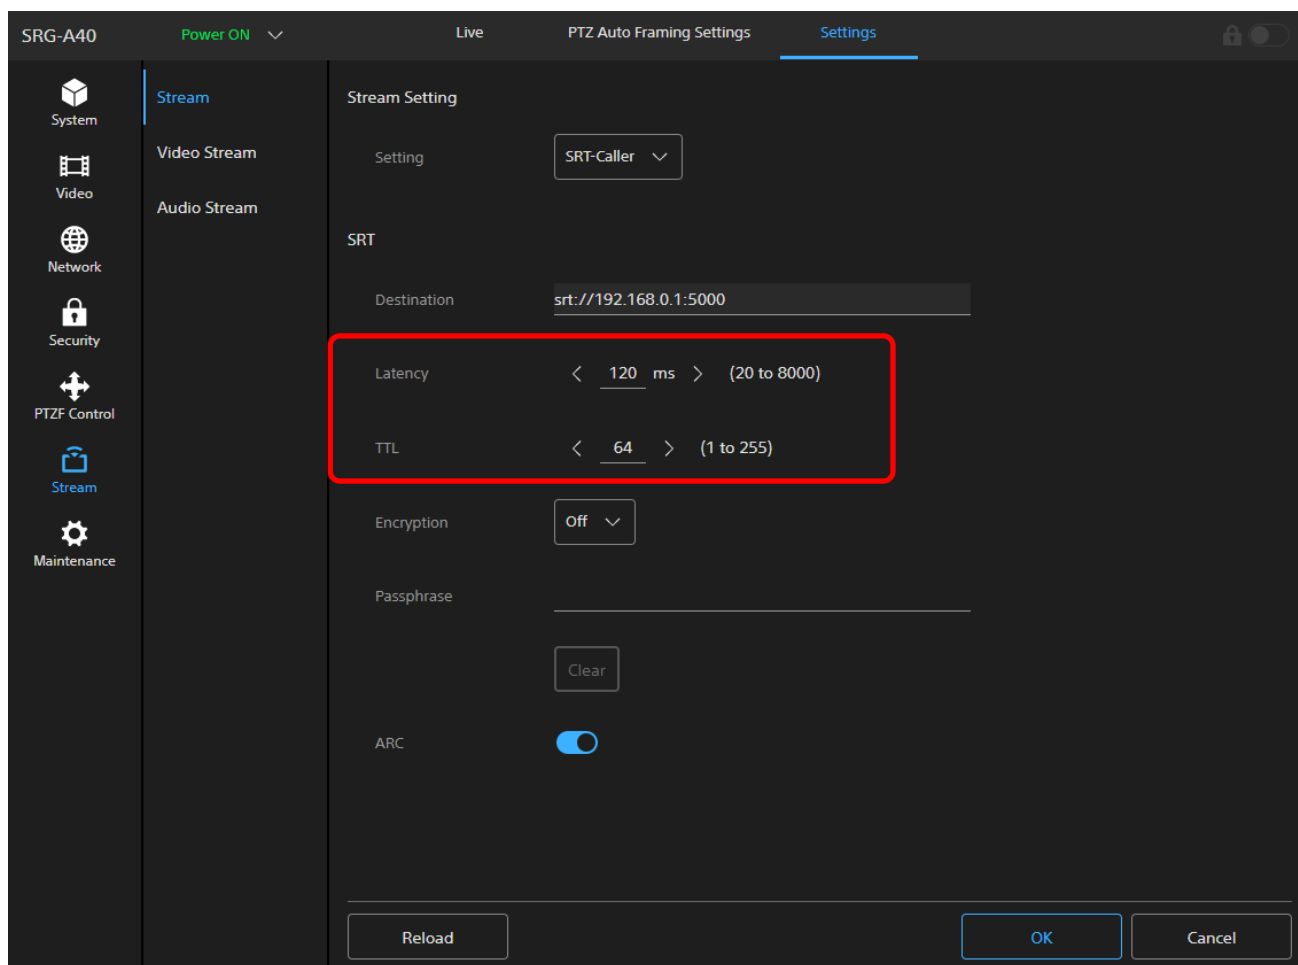 SRG-A40 Power ON Live PTZ Auto Framing Settings Settings
System
Video
Network
Security
PTZF Control
Stream
Maintenance
Stream
Video Stream
Audio Stream
Stream Setting
Setting SRT-Caller
SRT
Destination srt://192.168.0.1:5000
Latency 120 ms (20 to 8000)
TTL 64 (1 to 255)
Encryption Off
Passphrase
Clear
ARC
Reload OK Cancel